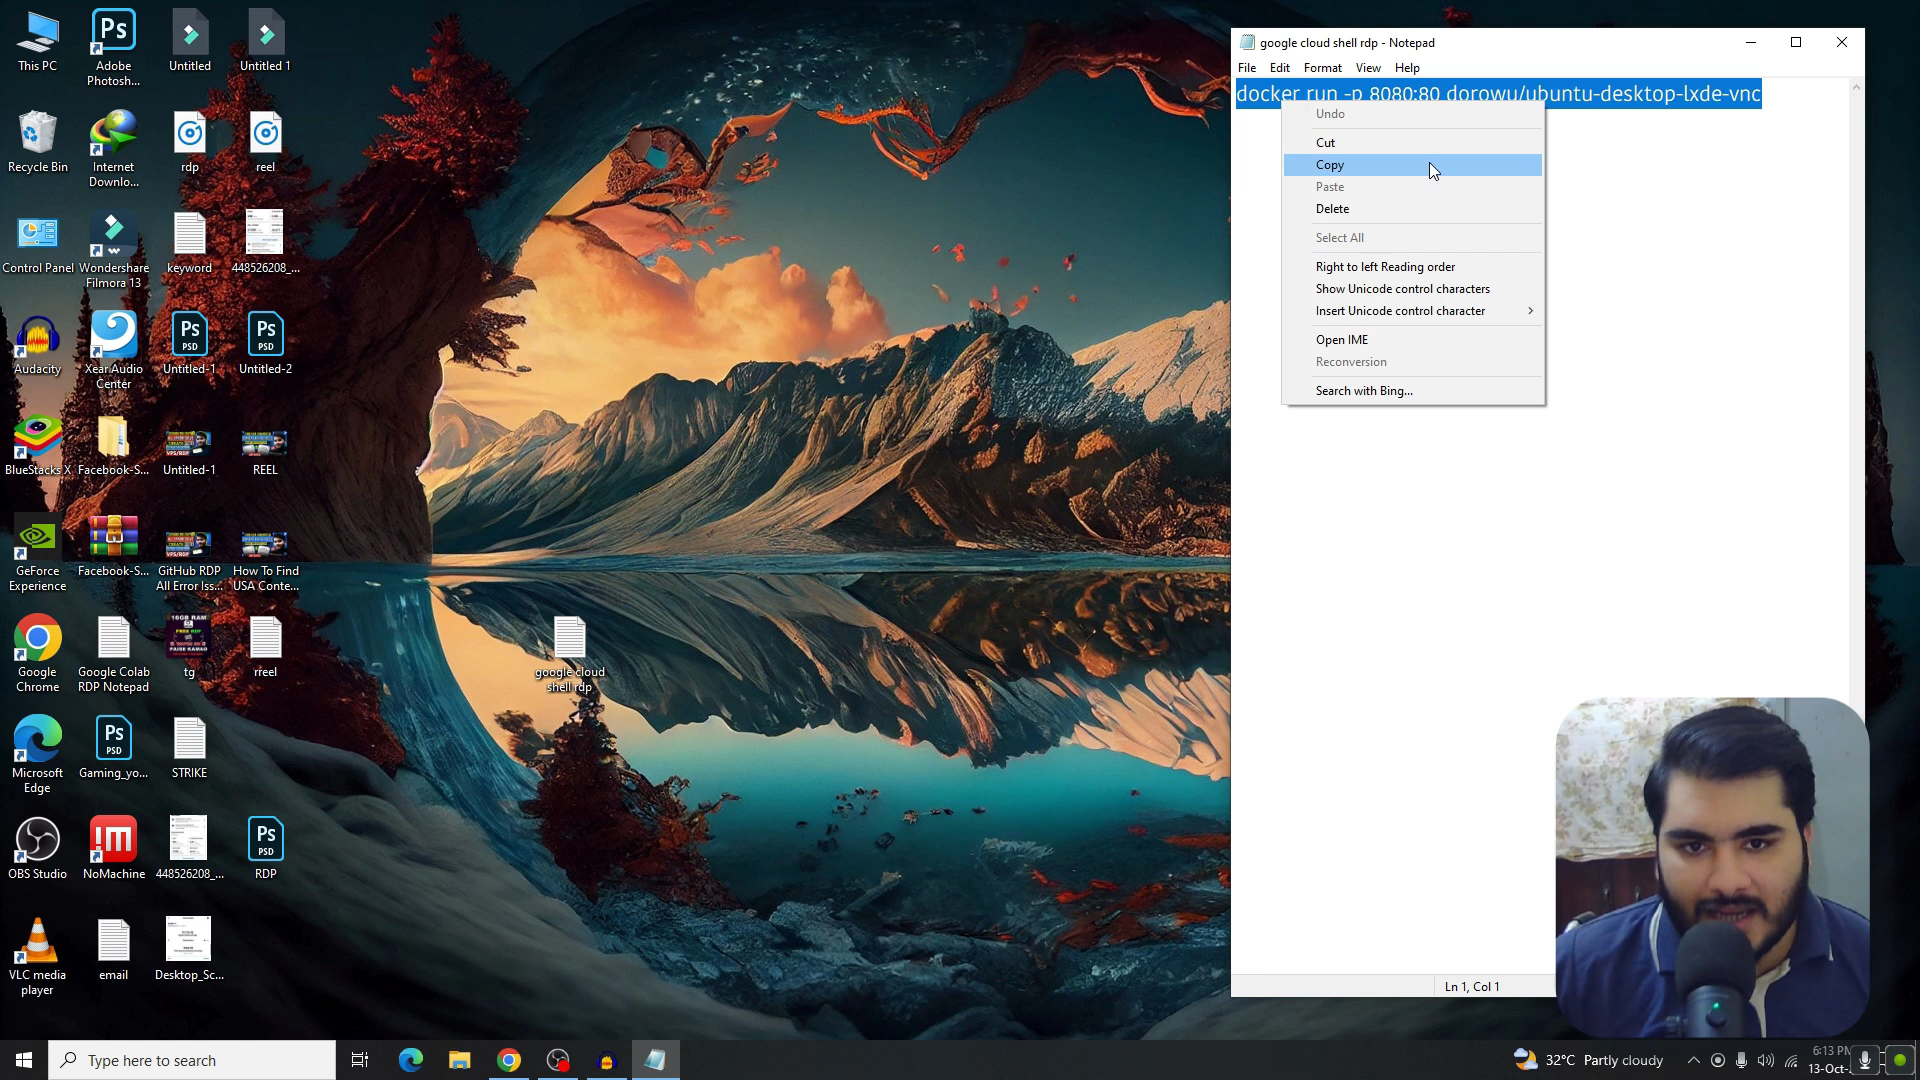 This PC
Adobe
Photosh...
Untitled
Untitled 1
Recycle Bin
Internet
Downlo...
rdp
reel
Control Panel
Wondershare
Filmora 13
keyword
448526208_...
Audacity
Xear Audio
Center
Untitled-1
Untitled-2
BlueStacks X
Facebook-S...
Untitled-1
REEL
GeForce
Experience
Facebook-S...
GitHub RDP
All Error Iss...
How To Find
USA Conte...
Google
Chrome
Google Colab
RDP Notepad
tg
rreel
google cloud
shell rdp
Microsoft
Edge
Gaming_yo...
STRIKE
OBS Studio
NoMachine
448526208_...
RDP
VLC media
player
email
Desktop_Sc...
google cloud shell rdp - Notepad
File Edit Format View Help
docker run -p 8080:80 dorowu/ubuntu-desktop-lxde-vnc
Undo
Cut
Copy
Paste
Delete
Select All
Right to left Reading order
Show Unicode control characters
Insert Unicode control character
Open IME
Reconversion
Search with Bing...
Ln 1, Col 1
Type here to search
32°C Partly cloudy
6:13 PM
13-Oct-